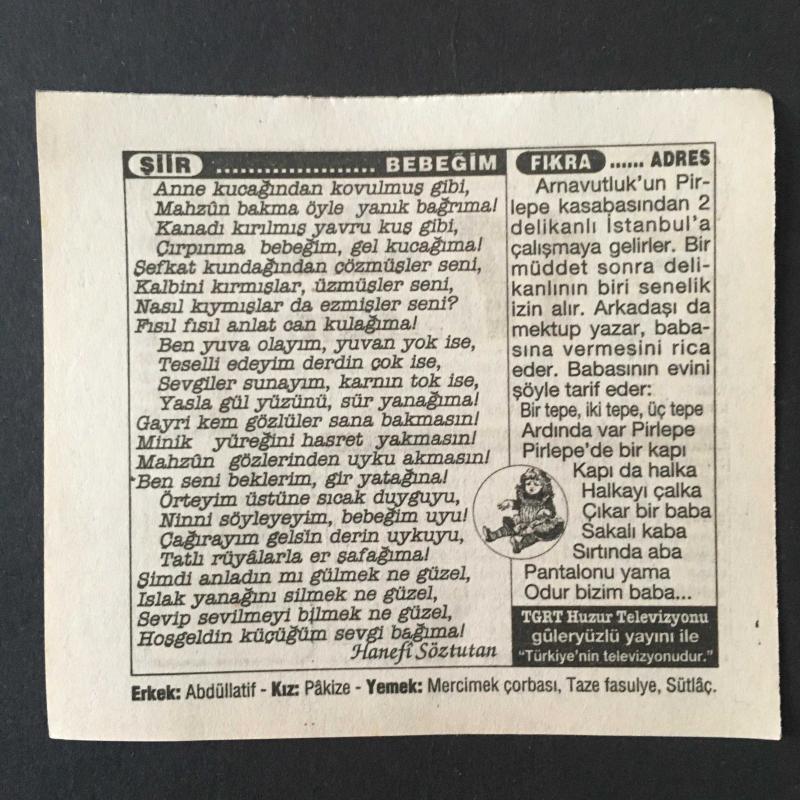 ŞİİR .................... BEBEĞİM
Anne kucağından kovulmuş gibi,
Mahzûn bakma öyle yanık bağrıma!
Kanadı kırılmış yavru kuş gibi,
Çırpınma bebeğim, gel kucağıma!
Şefkat kundağından çözmüşler seni,
Kalbini kırmışlar, üzmüşler seni,
Nasıl kıymışlar da ezmişler seni?
Fısıl fısıl anlat can kulağıma!
Ben yuva olayım, yuvan yok ise,
Teselli edeyim derdin çok ise,
Sevgiler sunayım, karnın tok ise,
Yasla gül yüzünü, sür yanağıma!
Gayri kem gözlüler sana bakmasın!
Minik yüreğini hasret yakmasın!
Mahzûn gözlerinden uyku akmasın!
Ben seni beklerim, gir yatağına!
Örteyim üstüne sıcak duyguyu,
Ninni söyleyeyim, bebeğim uyu!
Çağırayım gelsin derin uykuyu,
Tatlı rüyâlarla er şafağıma!
Şimdi anladın mı gülmek ne güzel,
Islak yanağını silmek ne güzel,
Sevip sevilmeyi bilmek ne güzel,
Hoşgeldin küçüğüm sevgi bağıma!
Hanefi Söztutan
FIKRA ...... ADRES
Arnavutluk'un Pir-
lepe kasabasından 2
delikanlı İstanbul'a
çalışmaya gelirler. Bir
müddet sonra deli-
kanlının biri senelik
izin alır. Arkadaşı da
mektup yazar, baba-
sına vermesini rica
eder. Babasının evini
şöyle tarif eder:
Bir tepe, iki tepe, üç tepe
Ardında var Pirlepe
Pirlepe'de bir kapı
Kapı da halka
Halkayı çalka
Çıkar bir baba
Sakalı kaba
Sırtında aba
Pantalonu yama
Odur bizim baba...
TGRT Huzur Televizyonu
güleryüzlü yayını ile
"Türkiye'nin televizyonudur."
Erkek: Abdüllatif - Kız: Pâkize - Yemek: Mercimek çorbası, Taze fasulye, Sütlâç.